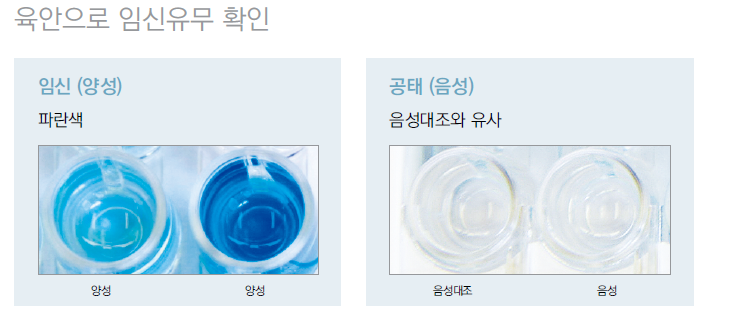 육안으로 임신유무 확인
임신 (양성)
파란색
양성
양성
공태 (음성)
음성대조와 유사
음성대조
음성